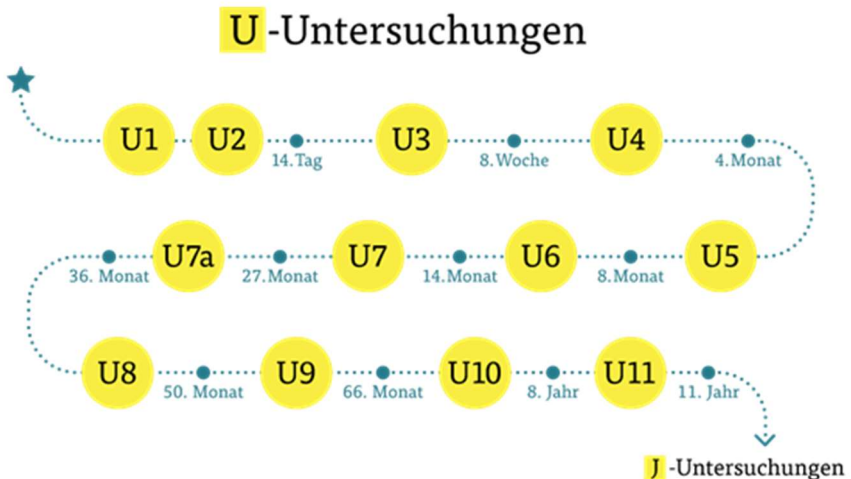 U-Untersuchungen
U1 U2 U3 U4
14.Tag 8.Woche 4.Monat
U7a U7 U6 U5
36. Monat 27.Monat 14.Monat 8.Monat
U8 U9 U10 U11
50. Monat 66. Monat 8. Jahr 11. Jahr
J-Untersuchungen